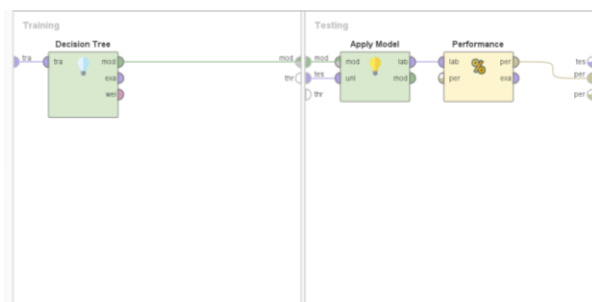 Training
Testing
Decision Tree
Apply Model
Performance
tra
tra
mod
mod
mod
mod
lab
lab
per
tes
exa
thr
tes
unl
mod
per
exa
per
wei
thr
per